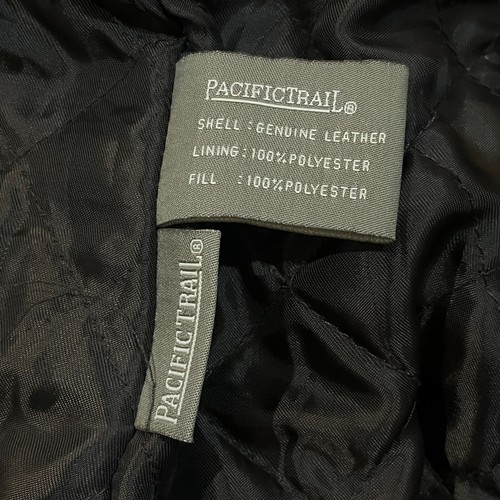 PACIFICTRAIL®
SHELL : GENUINE LEATHER
LINING : 100% POLYESTER
FILL : 100% POLYESTER
PACIFICTRAIL®